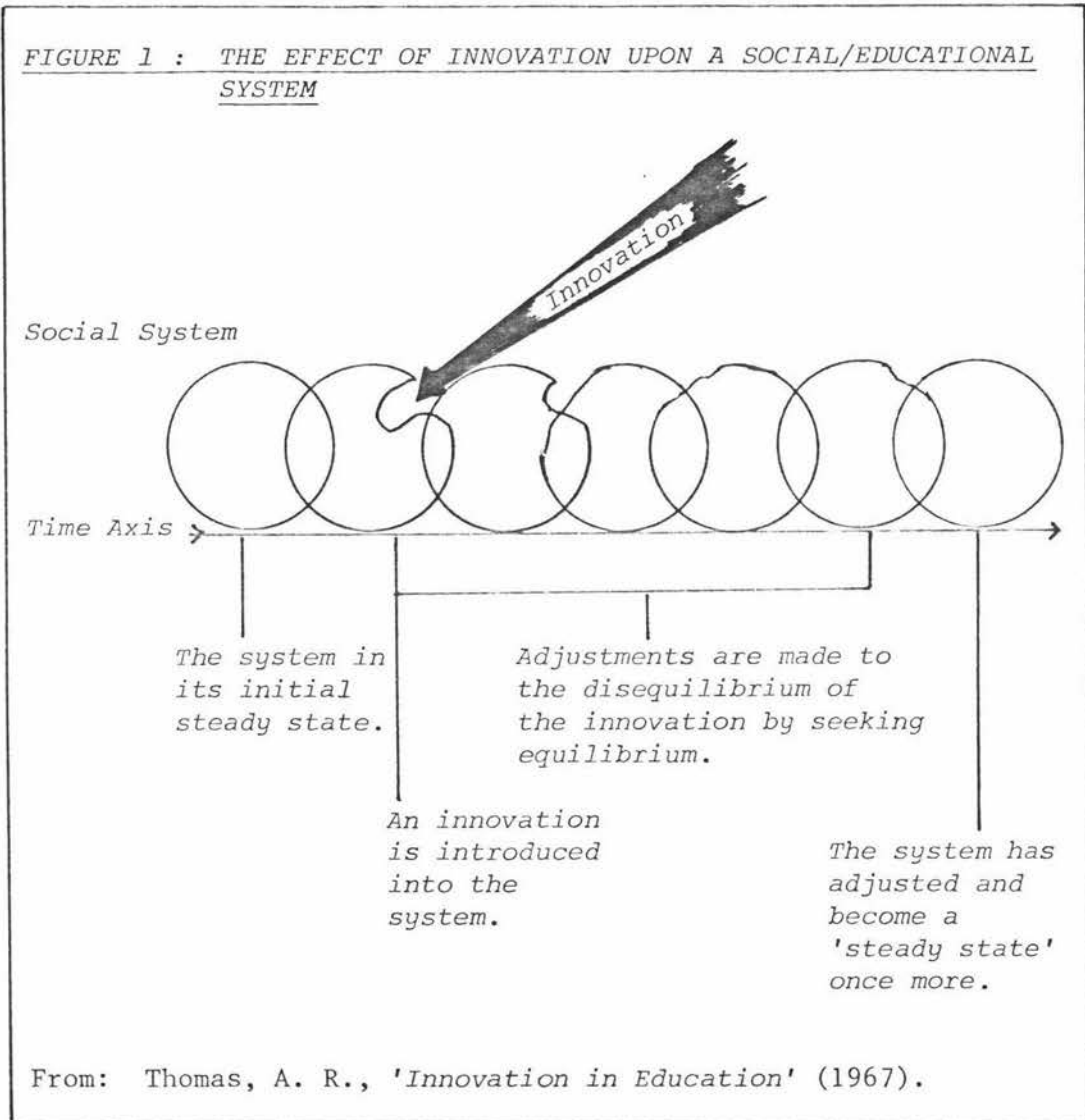 FIGURE 1 : THE EFFECT OF INNOVATION UPON A SOCIAL/EDUCATIONAL
SYSTEM
Innovation
Social System
Time Axis
The system in
its initial
steady state.
Adjustments are made to
the disequilibrium of
the innovation by seeking
equilibrium.
An innovation
is introduced
into the
system.
The system has
adjusted and
become a
'steady state'
once more.
From: Thomas, A. R., 'Innovation in Education' (1967).